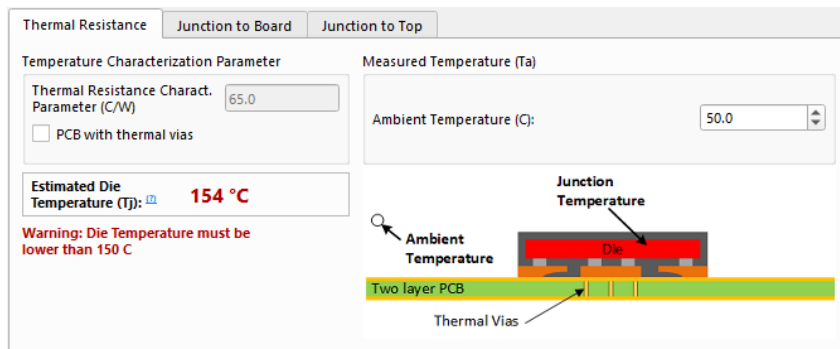 Thermal Resistance
Junction to Board
Junction to Top
Temperature Characterization Parameter
Thermal Resistance Charact.
Parameter (C/W)
65.0
PCB with thermal vias
Estimated Die
Temperature (Tj): [?]
154 °C
Warning: Die Temperature must be
lower than 150 C
Measured Temperature (Ta)
Ambient Temperature (C):
50.0
Junction
Temperature
Ambient
Temperature
Die
Two layer PCB
Thermal Vias